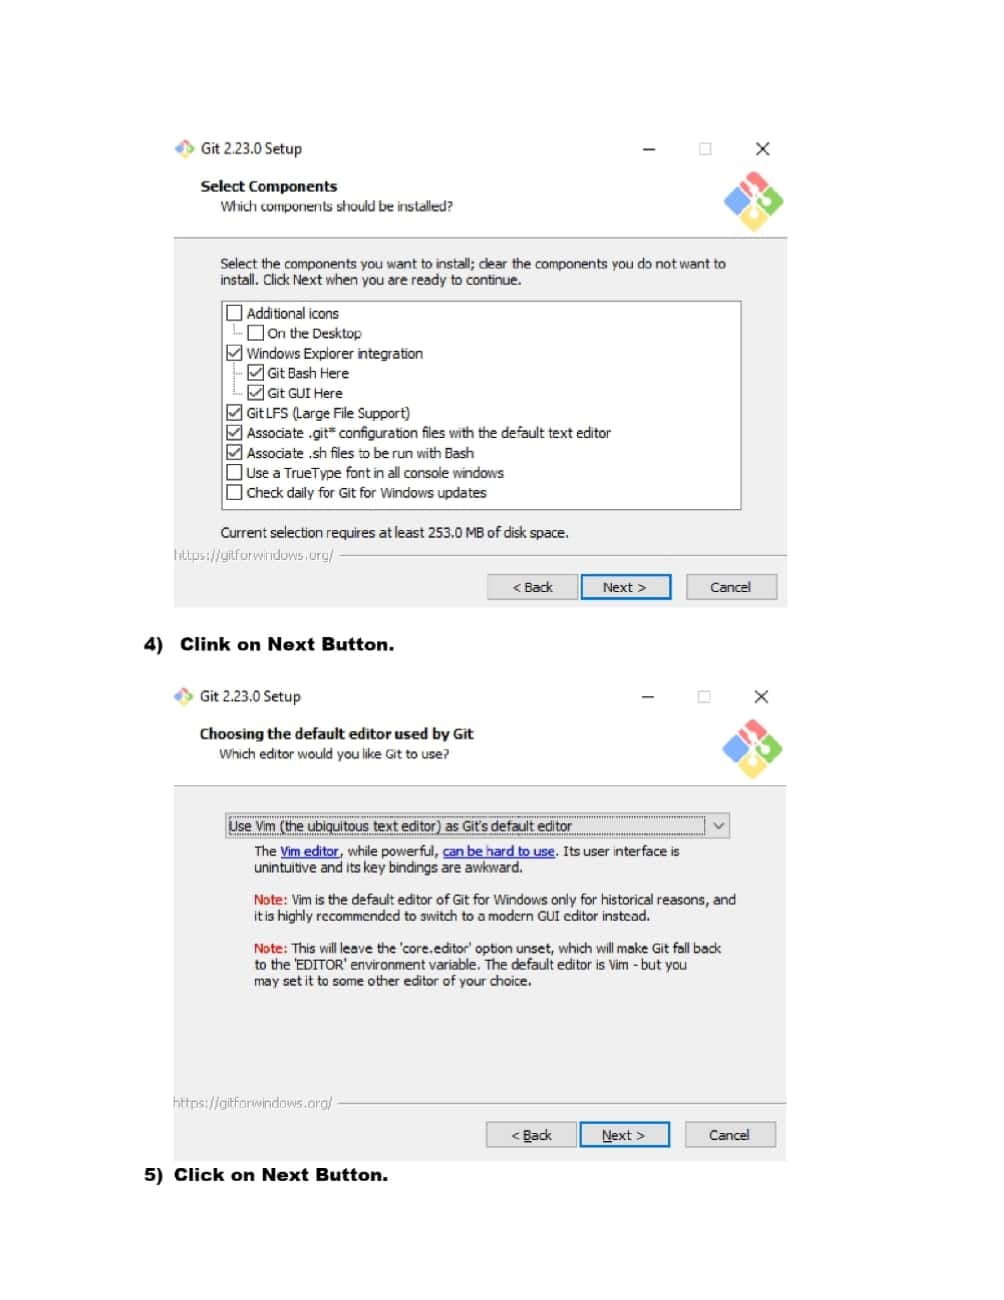 Git 2.23.0 Setup
Select Components
Which components should be installed?
Select the components you want to install; clear the components you do not want to
install. Click Next when you are ready to continue.
Additional icons
On the Desktop
Windows Explorer integration
Git Bash Here
Git GUI Here
Git LFS (Large File Support)
Associate .git* configuration files with the default text editor
Associate .sh files to be run with Bash
Use a TrueType font in all console windows
Check daily for Git for Windows updates
Current selection requires at least 253.0 MB of disk space.
https://gitforwindows.org/
< Back Next > Cancel
4) Clink on Next Button.
Git 2.23.0 Setup
Choosing the default editor used by Git
Which editor would you like Git to use?
Use Vim (the ubiquitous text editor) as Git's default editor
The Vim editor, while powerful, can be hard to use. Its user interface is
unintuitive and its key bindings are awkward.
Note: Vim is the default editor of Git for Windows only for historical reasons, and
it is highly recommended to switch to a modern GUI editor instead.
Note: This will leave the 'core.editor' option unset, which will make Git fall back
to the 'EDITOR' environment variable. The default editor is Vim - but you
may set it to some other editor of your choice.
https://gitforwindows.org/
< Back Next > Cancel
5) Click on Next Button.